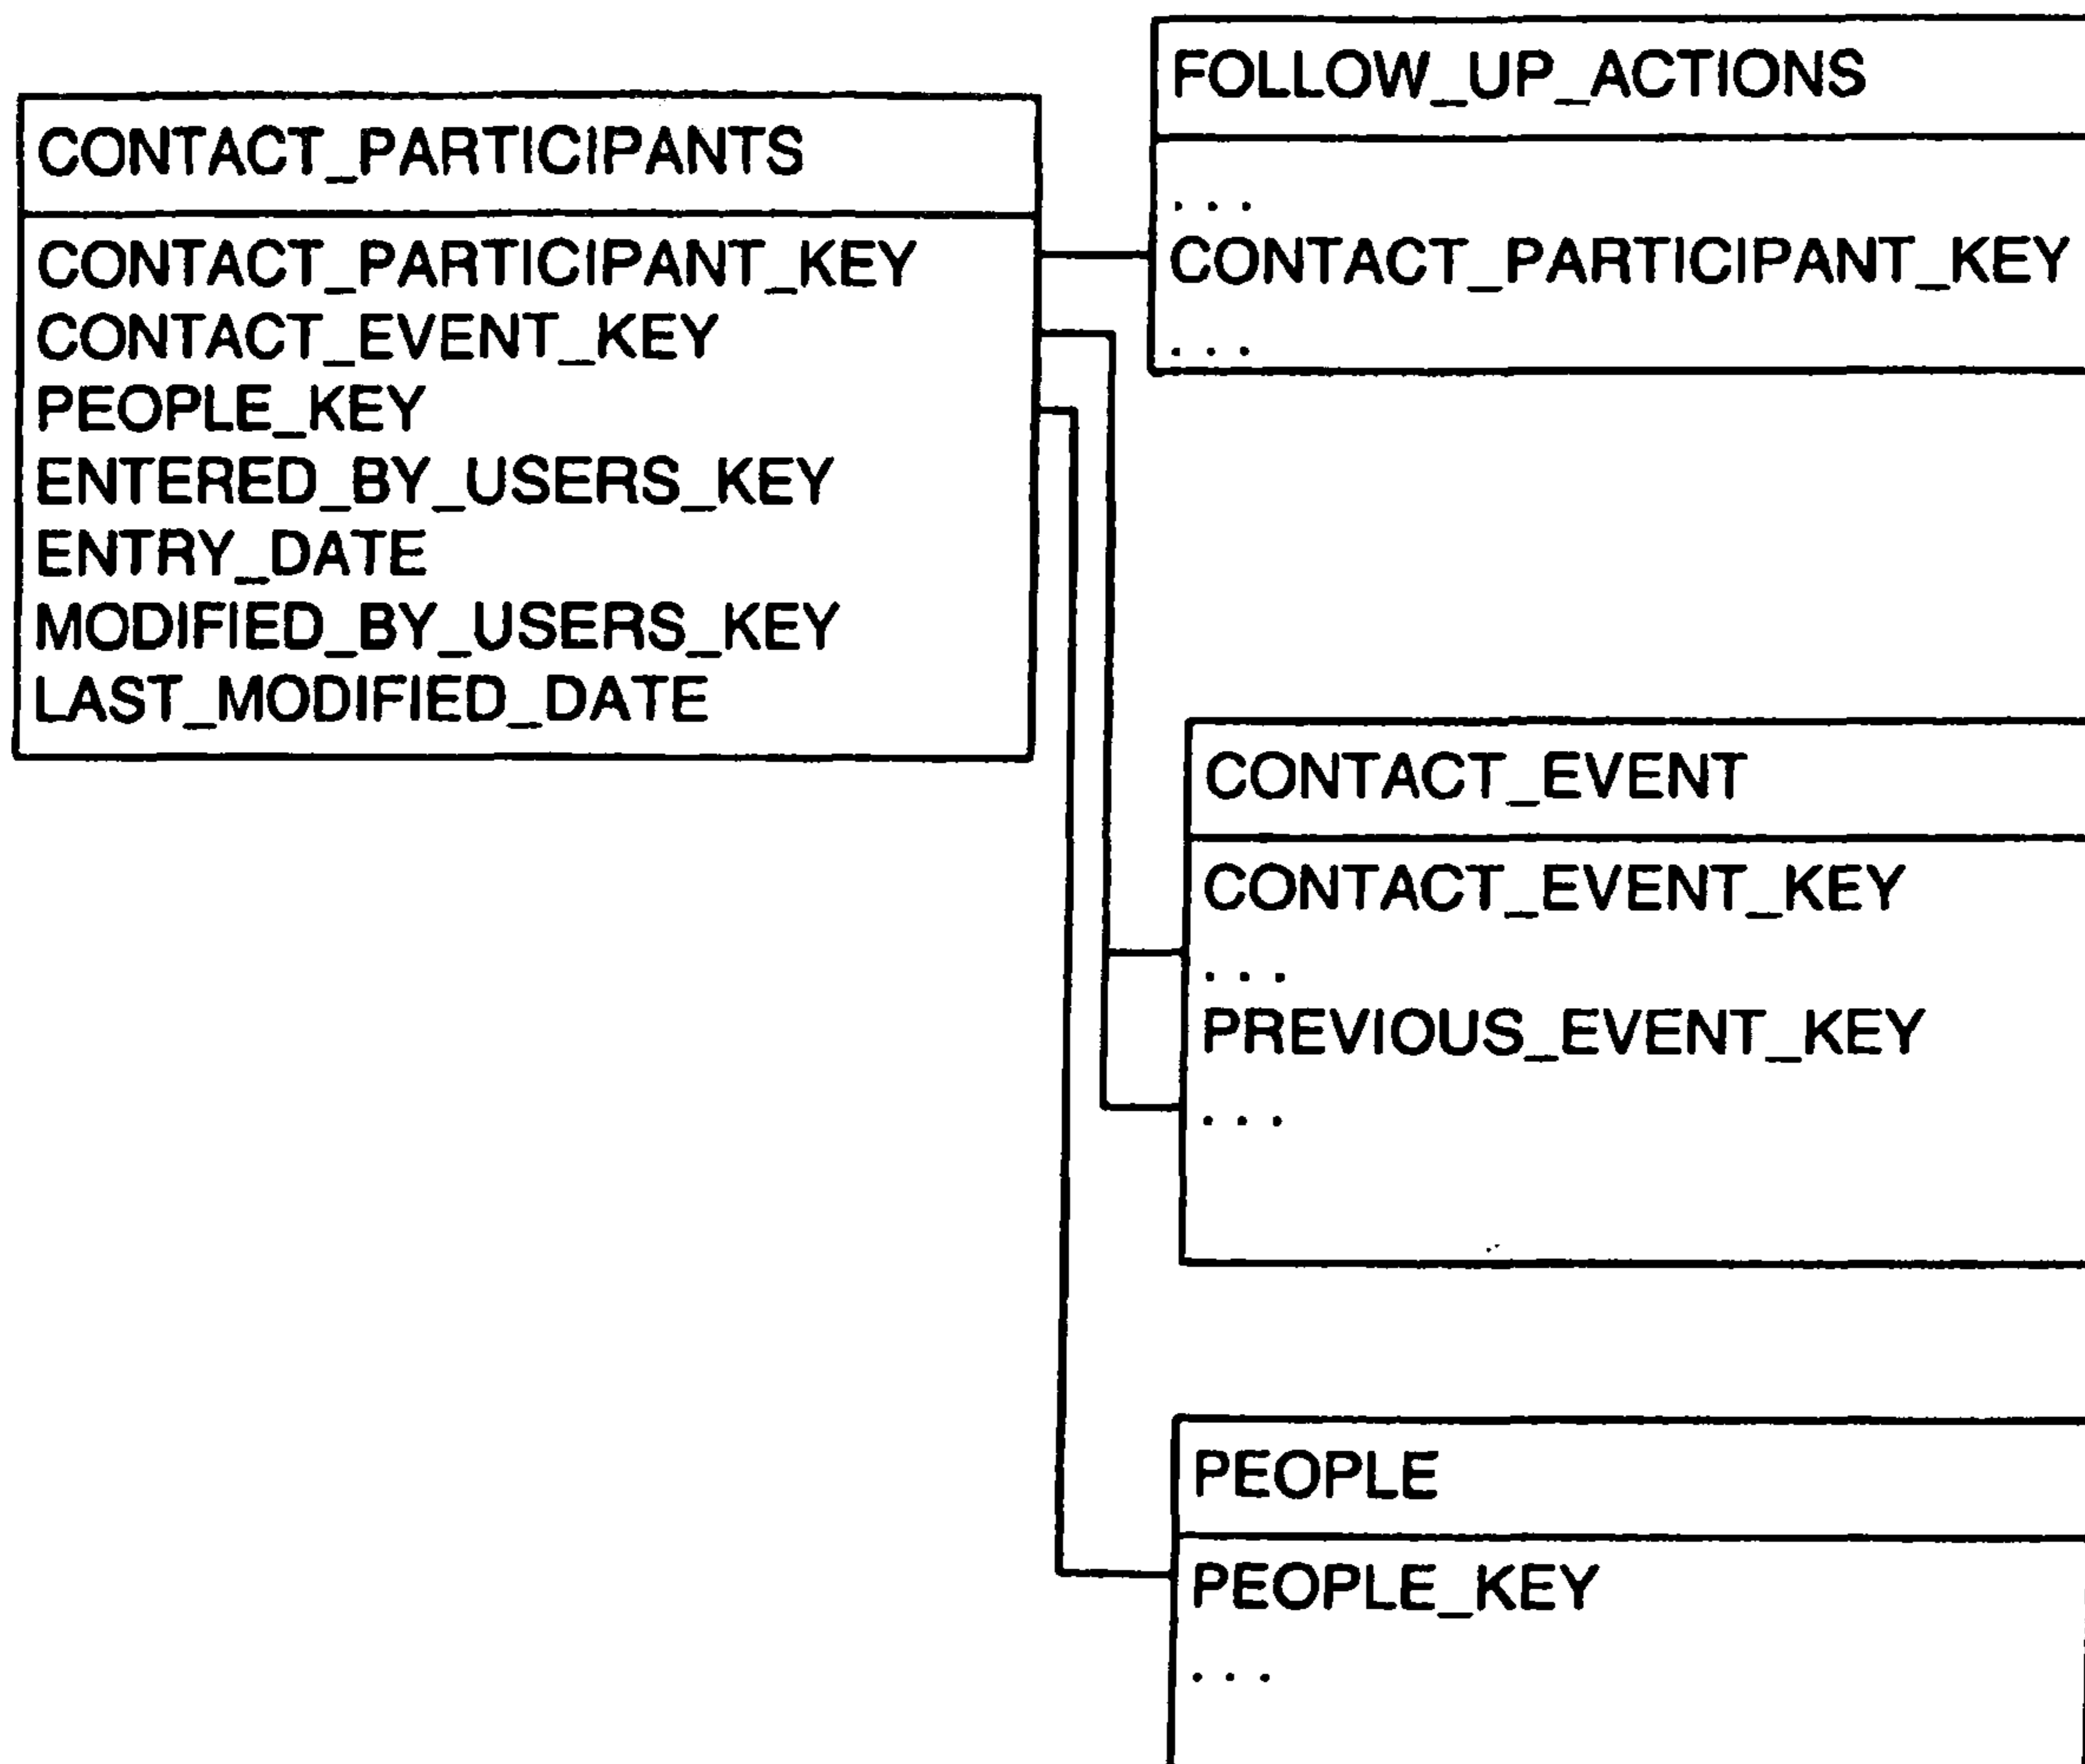 CONTACT_PARTICIPANTS
CONTACT_PARTICIPANT_KEY
CONTACT_EVENT_KEY
PEOPLE_KEY
ENTERED_BY_USERS_KEY
ENTRY_DATE
MODIFIED_BY_USERS_KEY
LAST_MODIFIED_DATE
FOLLOW_UP_ACTIONS
. . .
CONTACT_PARTICIPANT_KEY
. . .
CONTACT_EVENT
CONTACT_EVENT_KEY
. . .
PREVIOUS_EVENT_KEY
. . .
PEOPLE
PEOPLE_KEY
. . .